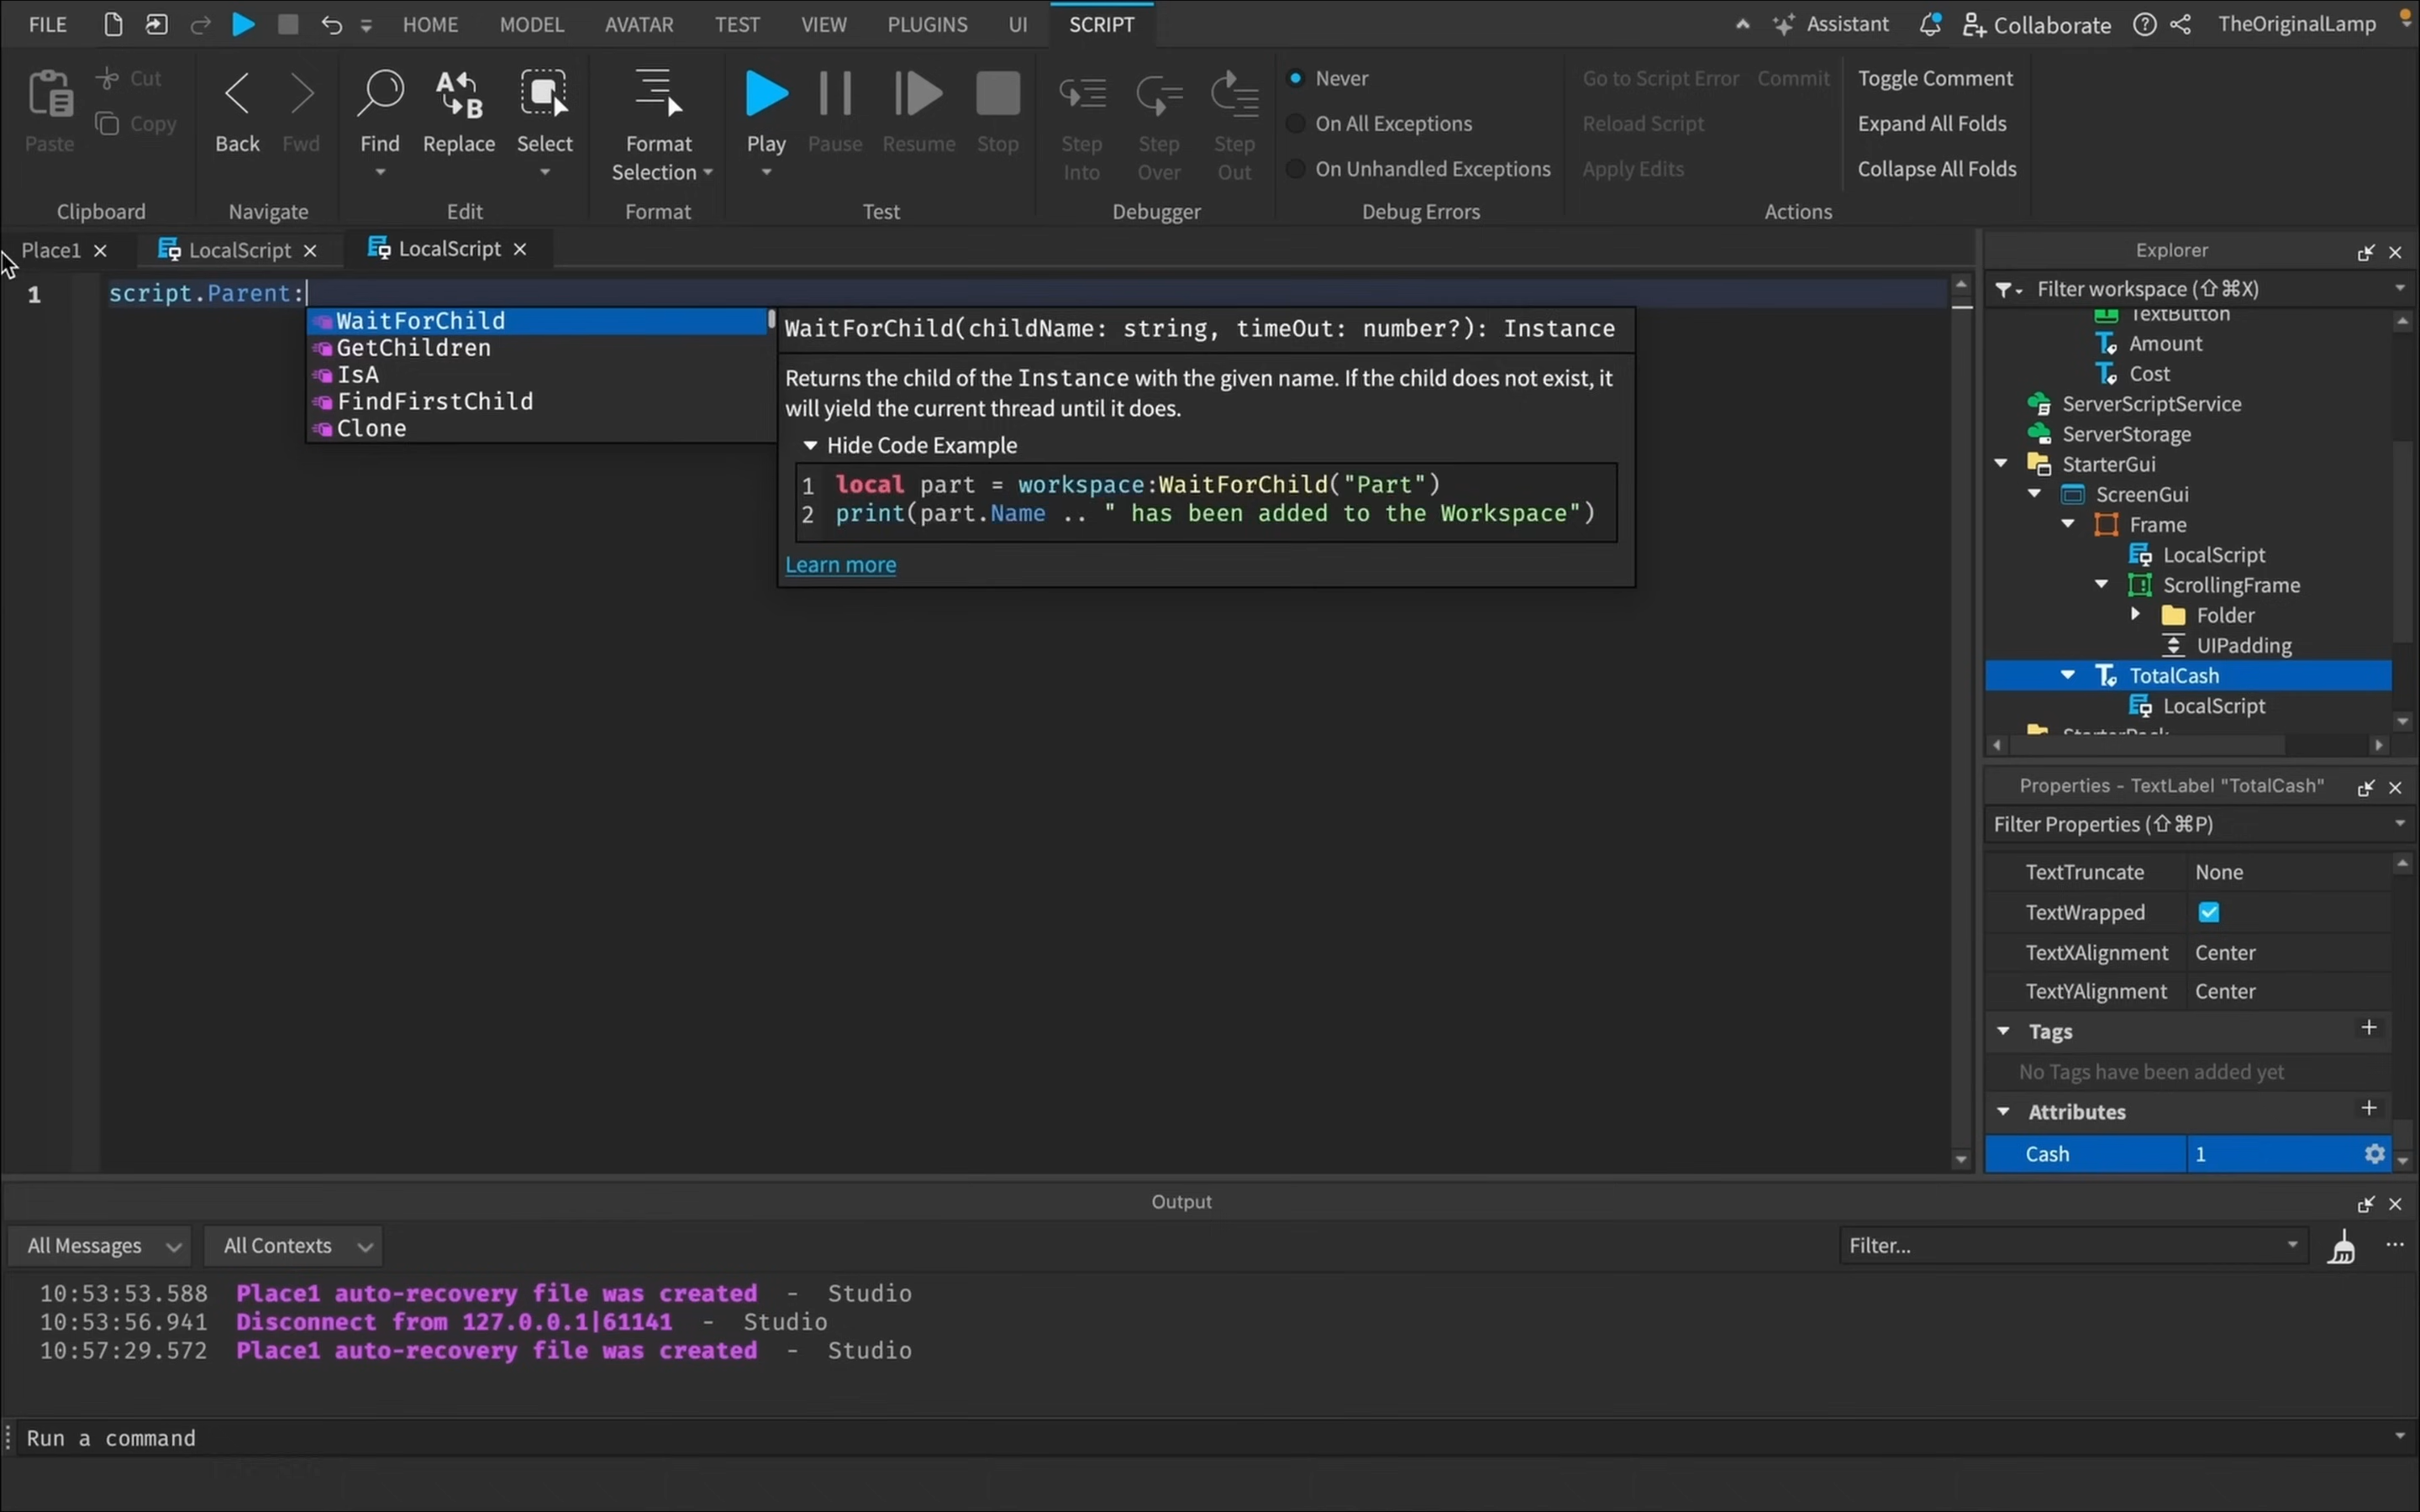 FILE HOME MODEL AVATAR TEST VIEW PLUGINS UI SCRIPT Assistant Collaborate TheOriginalLamp
Paste Cut Copy
Clipboard
Back Fwd
Navigate
Find Replace Select
Edit
Format Selection
Format
Play Pause Resume Stop
Test
Step Into Step Over Step Out
Debugger
Never
On All Exceptions
On Unhandled Exceptions
Debug Errors
Go to Script Error Commit
Reload Script
Apply Edits
Toggle Comment
Expand All Folds
Collapse All Folds
Actions
Place1 LocalScript LocalScript
1 script.Parent:
WaitForChild
GetChildren
IsA
FindFirstChild
Clone
WaitForChild(childName: string, timeOut: number?): Instance
Returns the child of the Instance with the given name. If the child does not exist, it
will yield the current thread until it does.
Hide Code Example
1 local part = workspace:WaitForChild("Part")
2 print(part.Name .. " has been added to the Workspace")
Learn more
Explorer
Filter workspace (⇧⌘X)
TextButton
Amount
Cost
ServerScriptService
ServerStorage
StarterGui
ScreenGui
Frame
LocalScript
ScrollingFrame
Folder
UIPadding
TotalCash
LocalScript
StarterPack
Properties - TextLabel "TotalCash"
Filter Properties (⇧⌘P)
TextTruncate None
TextWrapped
TextXAlignment Center
TextYAlignment Center
Tags
No Tags have been added yet
Attributes
Cash 1
Output
All Messages All Contexts Filter...
10:53:53.588 Place1 auto-recovery file was created - Studio
10:53:56.941 Disconnect from 127.0.0.1|61141 - Studio
10:57:29.572 Place1 auto-recovery file was created - Studio
Run a command